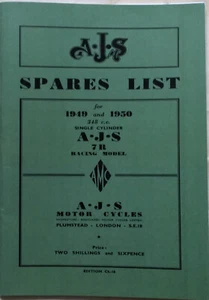 A·J·S
SPARES LIST
for
1949 and 1950
348 c.c.
SINGLE CYLINDER
A·J·S
7R
RACING MODEL
AMC
A·J·S
MOTOR CYCLES
PLUMSTEAD · LONDON · S.E.18
Price:
TWO SHILLINGS and SIXPENCE